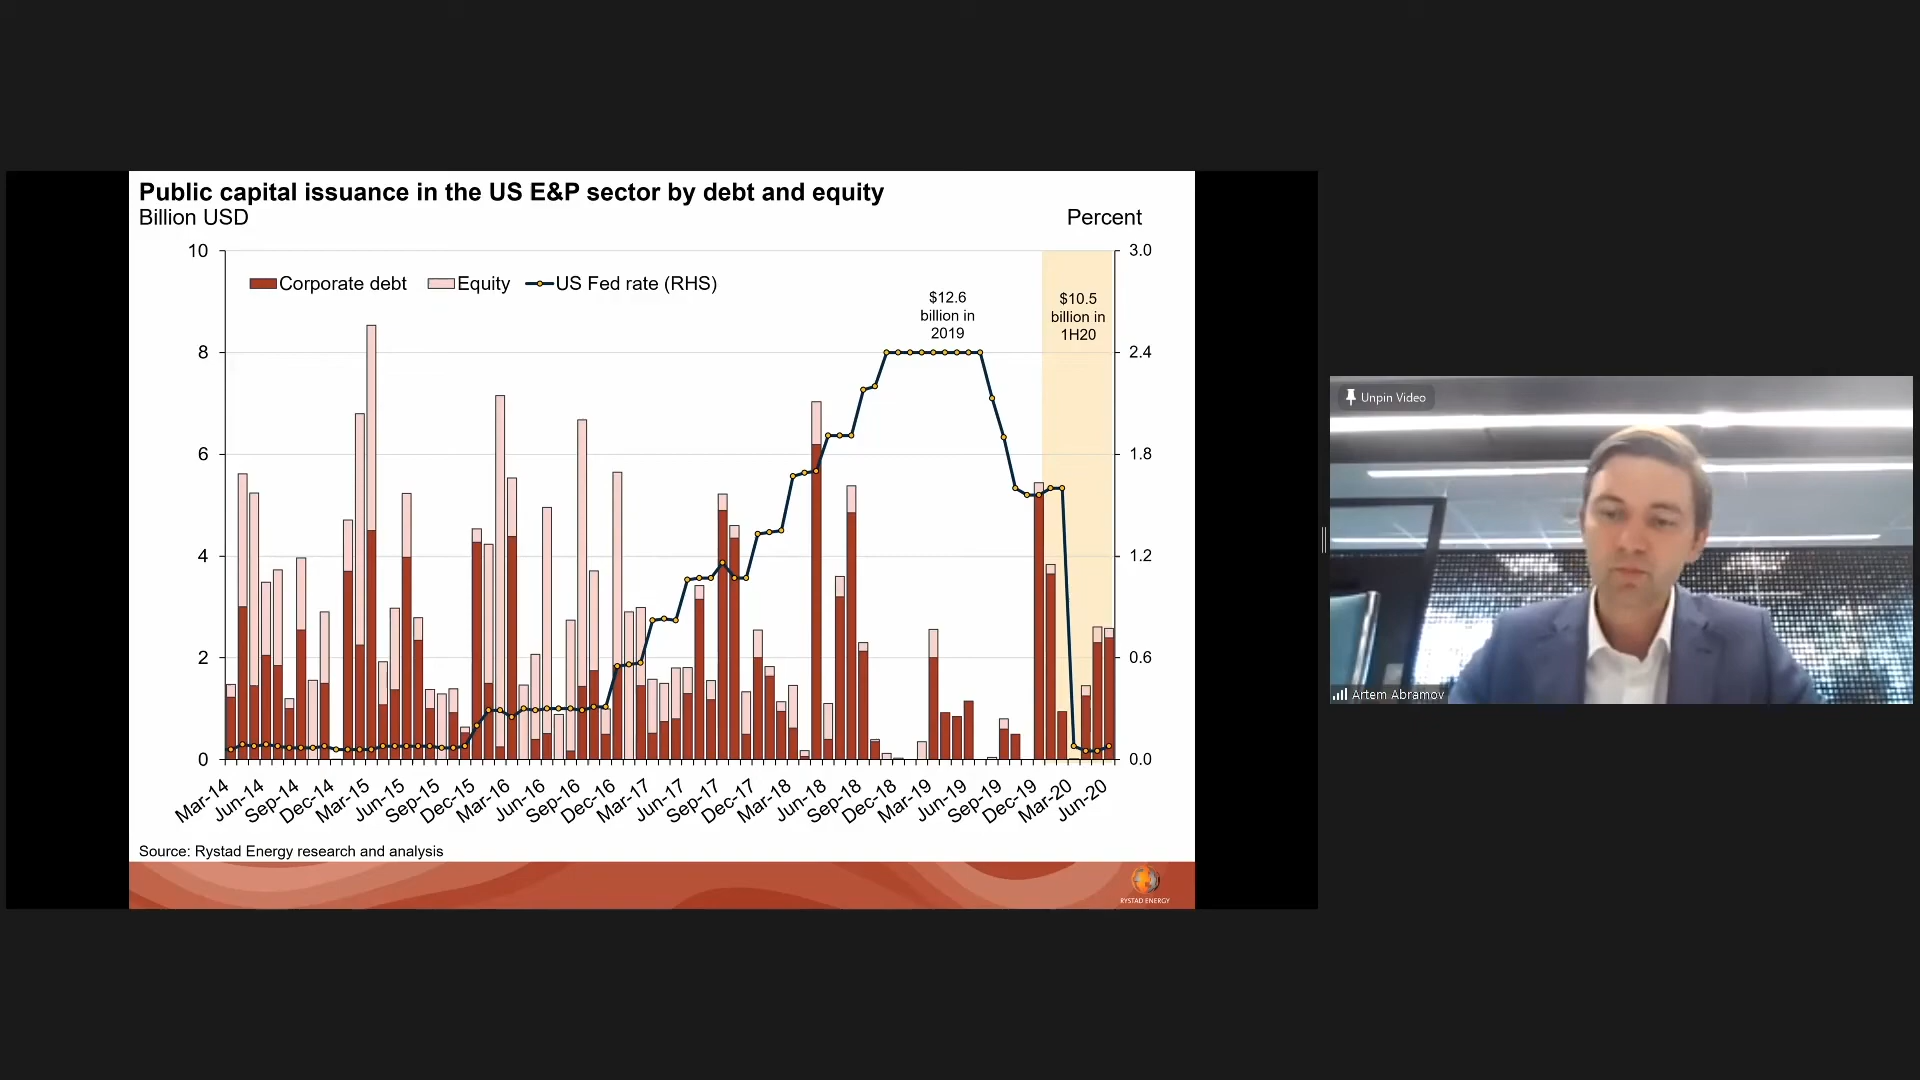 Public capital issuance in the US E&P sector by debt and equity
Billion USD
Percent
10
8
6
4
2
0
3.0
2.4
1.8
1.2
0.6
0.0
Corporate debt
Equity
US Fed rate (RHS)
$12.6
billion in
2019
$10.5
billion in
1H20
Mar-14
Jun-14
Sep-14
Dec-14
Mar-15
Jun-15
Sep-15
Dec-15
Mar-16
Jun-16
Sep-16
Dec-16
Mar-17
Jun-17
Sep-17
Dec-17
Mar-18
Jun-18
Sep-18
Dec-18
Mar-19
Jun-19
Sep-19
Dec-19
Mar-20
Jun-20
Source: Rystad Energy research and analysis
RYSTAD ENERGY
Unpin Video
Artem Abramov